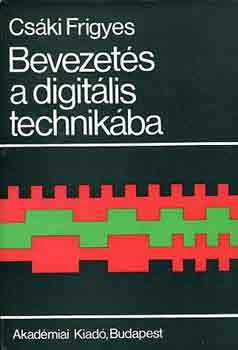 Csáki Frigyes
Bevezetés
a digitális
technikába
Akadémiai Kiadó, Budapest